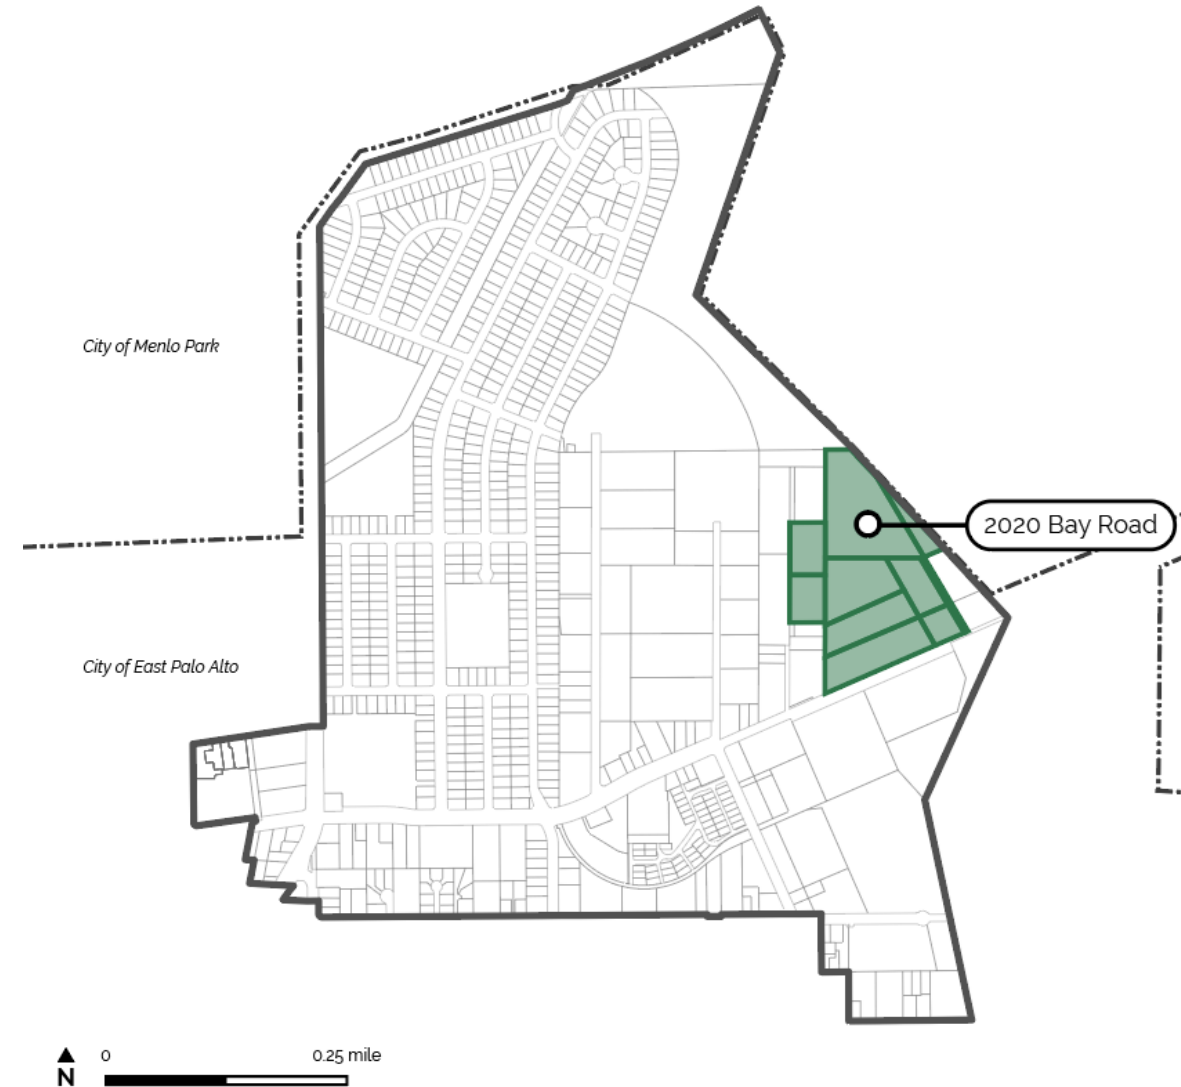 City of Menlo Park
2020 Bay Road
City of East Palo Alto
0 0.25 mile
N